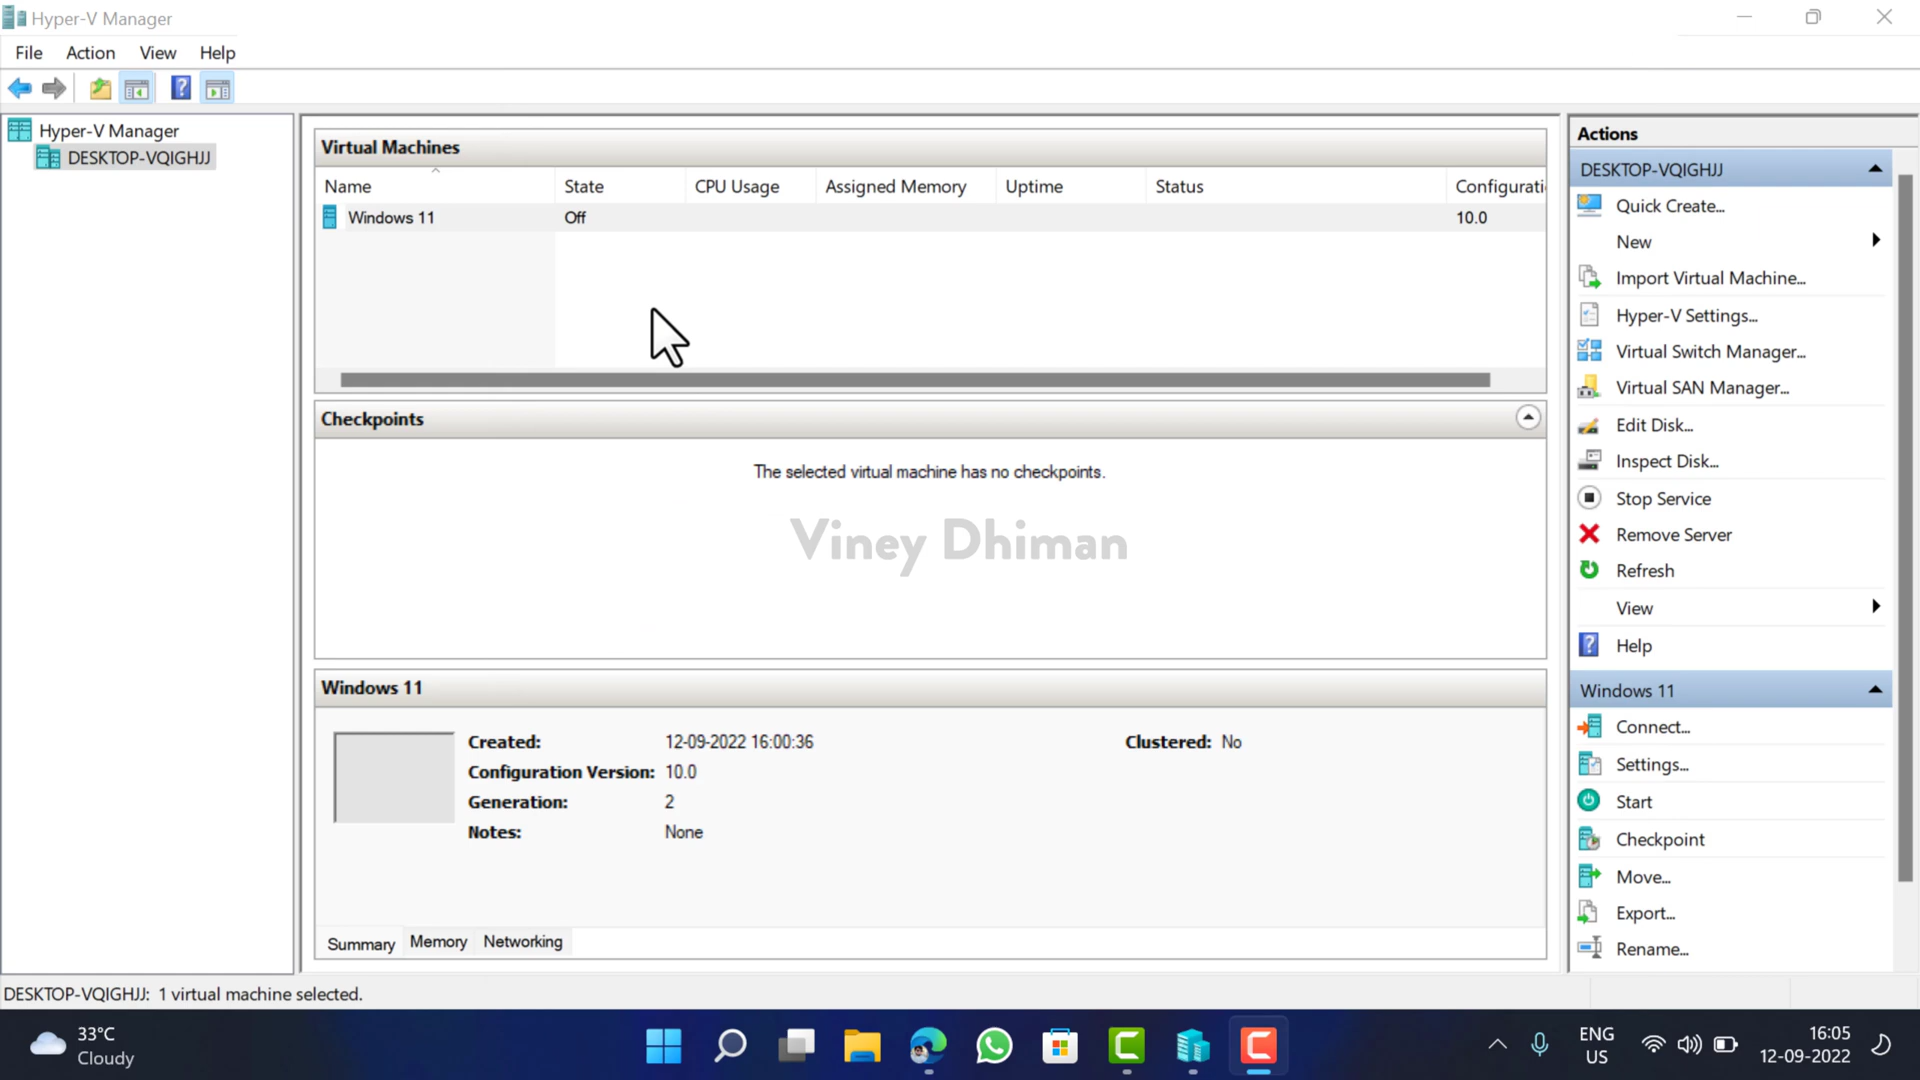 Hyper-V Manager
File Action View Help
Hyper-V Manager
DESKTOP-VQIGHJJ
Virtual Machines
Name State CPU Usage Assigned Memory Uptime Status Configurati
Windows 11 Off 10.0
Checkpoints
The selected virtual machine has no checkpoints.
Viney Dhiman
Windows 11
Created: 12-09-2022 16:00:36 Clustered: No
Configuration Version: 10.0
Generation: 2
Notes: None
Summary Memory Networking
Actions
DESKTOP-VQIGHJJ
Quick Create...
New
Import Virtual Machine...
Hyper-V Settings...
Virtual Switch Manager...
Virtual SAN Manager...
Edit Disk...
Inspect Disk...
Stop Service
Remove Server
Refresh
View
Help
Windows 11
Connect...
Settings...
Start
Checkpoint
Move...
Export...
Rename...
DESKTOP-VQIGHJJ: 1 virtual machine selected.
33°C
Cloudy
ENG
US
16:05
12-09-2022